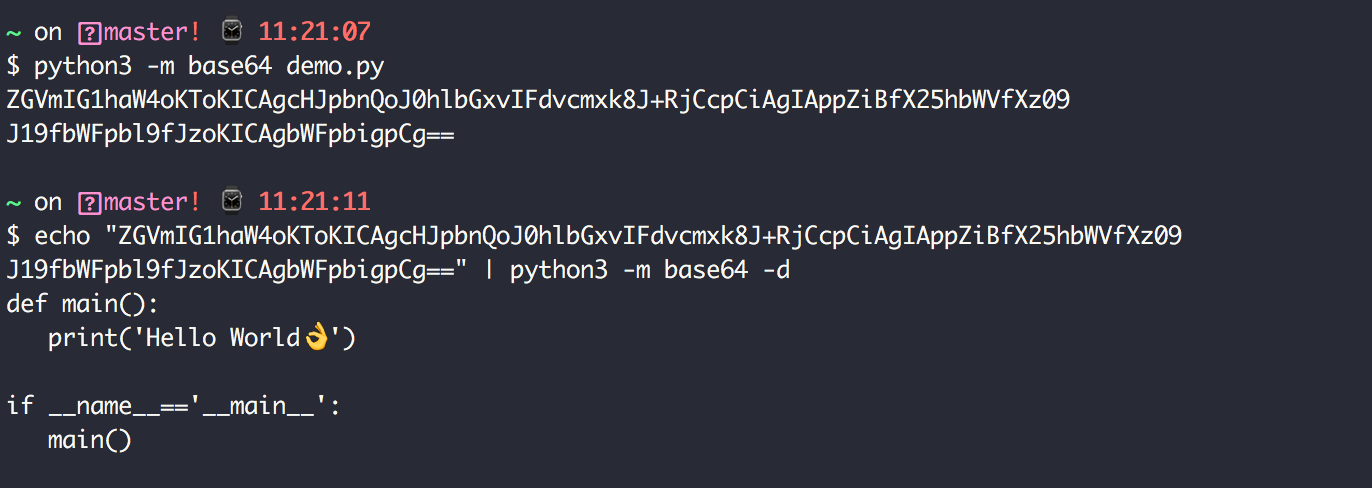 ~ on ⍰master! ⌚ 11:21:07
$ python3 -m base64 demo.py
ZGVmIG1haW4oKToKICAgcHJpbnQoJ0hlbGxvIFdvcmxk8J+RjCcpCiAgIAppZiBfX25hbWVfXz09
J19fbWFpbl9fJzoKICAgbWFpbigpCg==
~ on ⍰master! ⌚ 11:21:11
$ echo "ZGVmIG1haW4oKToKICAgcHJpbnQoJ0hlbGxvIFdvcmxk8J+RjCcpCiAgIAppZiBfX25hbWVfXz09
J19fbWFpbl9fJzoKICAgbWFpbigpCg==" | python3 -m base64 -d
def main():
   print('Hello World👌')
if __name__=='__main__':
   main()